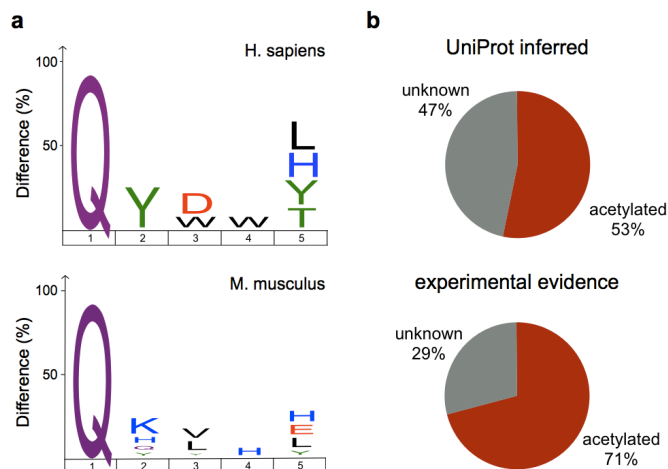 a
H. sapiens
Difference (%)
100
50
Q
Y
D
W
W
L
H
Y
T
1 2 3 4 5
M. musculus
Difference (%)
100
50
Q
K
H
Q
Y
V
L
H
H
E
L
Y
1 2 3 4 5
b
UniProt inferred
unknown
47%
acetylated
53%
experimental evidence
unknown
29%
acetylated
71%